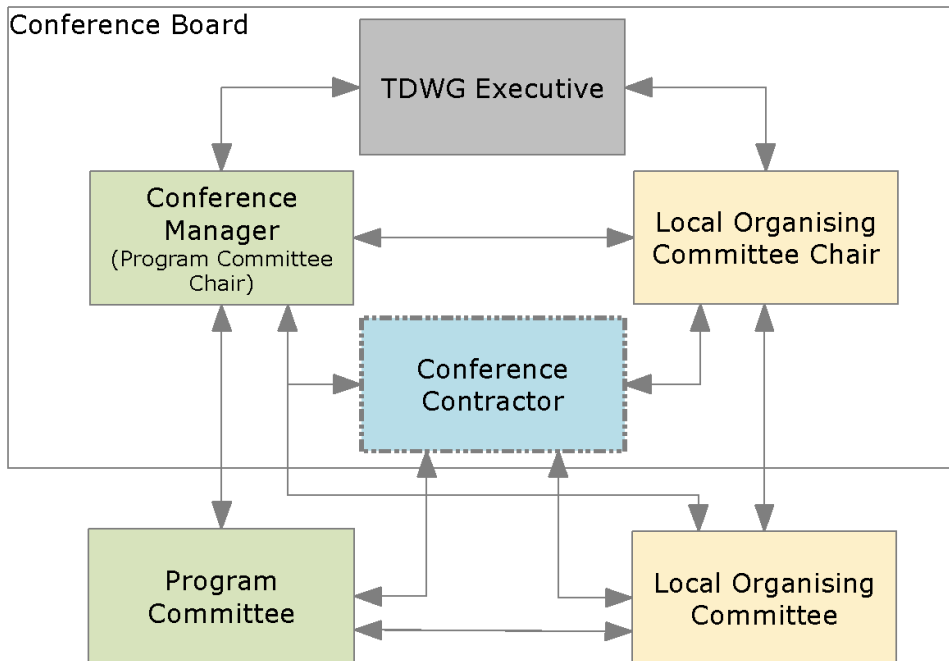 Conference Board
TDWG Executive
Conference
Manager
(Program Committee
Chair)
Local Organising
Committee Chair
Conference
Contractor
Program
Committee
Local Organising
Committee